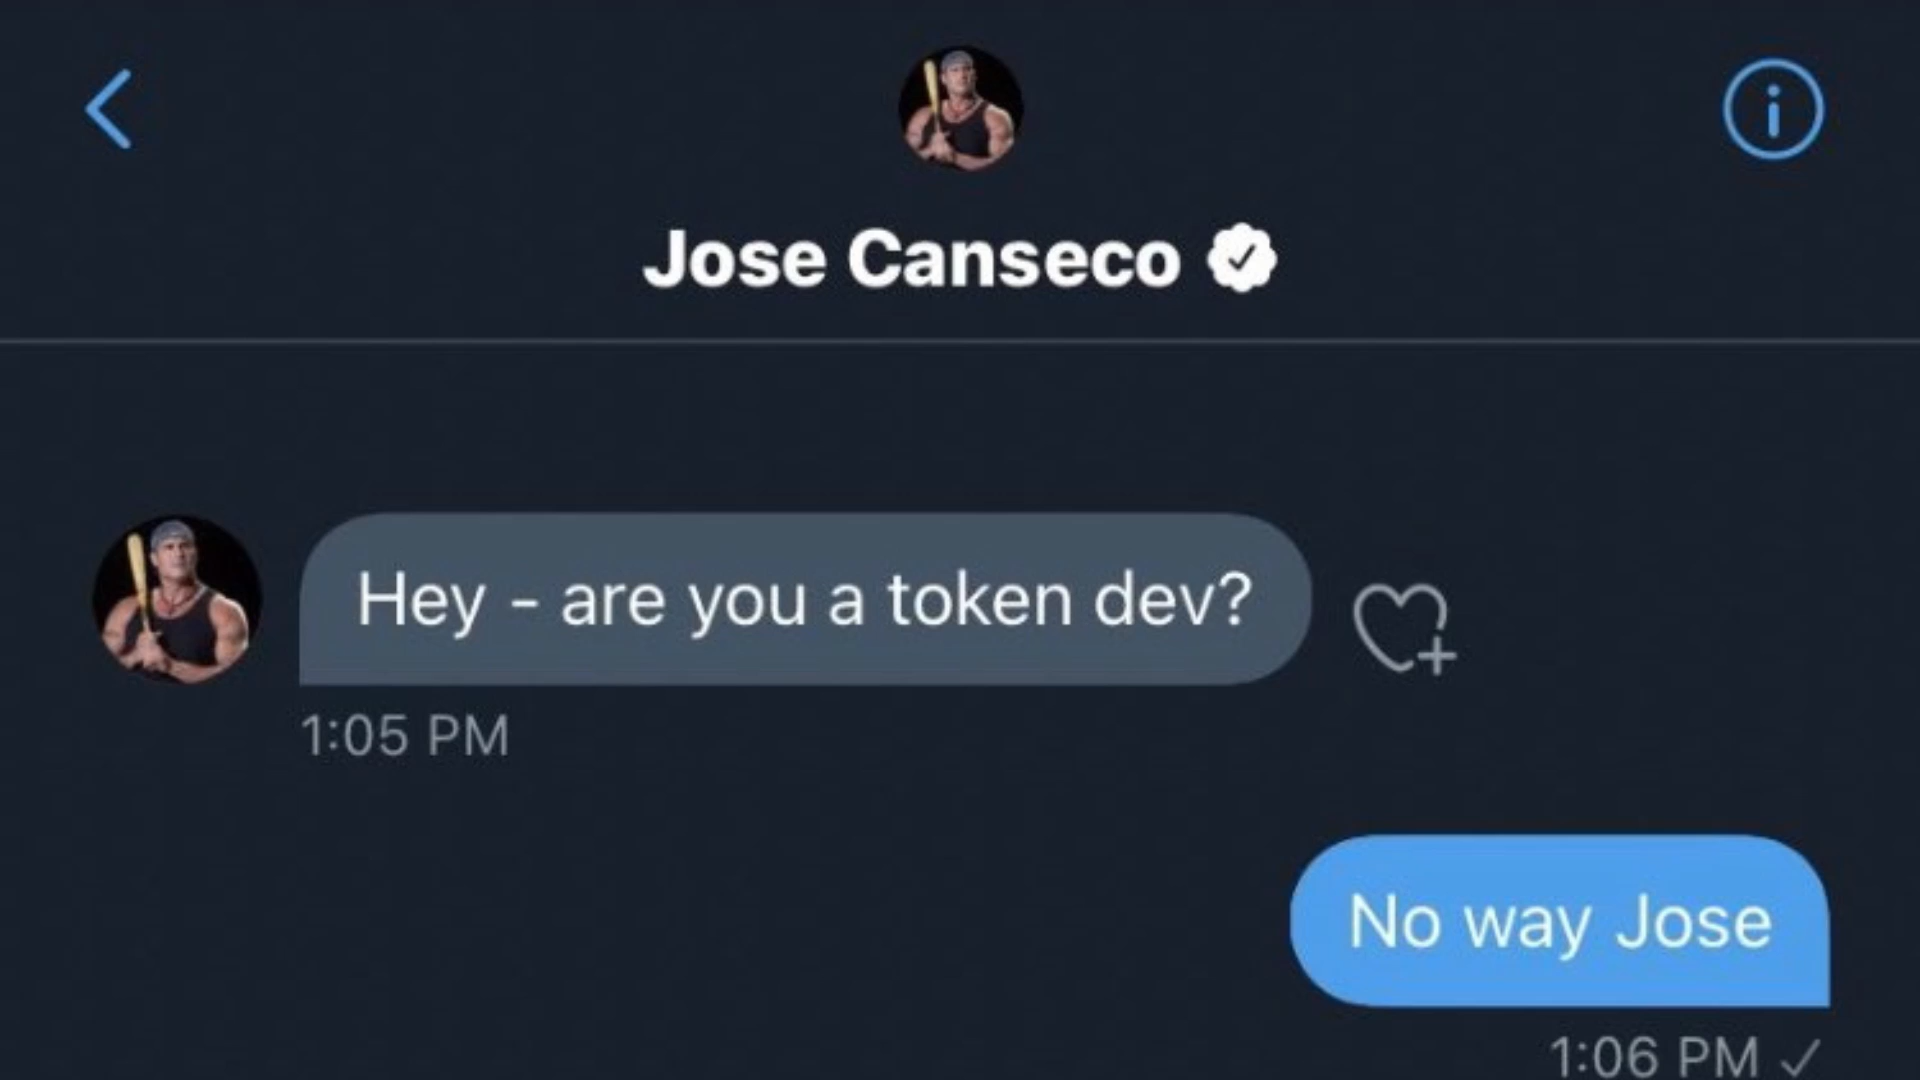 Jose Canseco
Hey - are you a token dev?
1:05 PM
No way Jose
1:06 PM